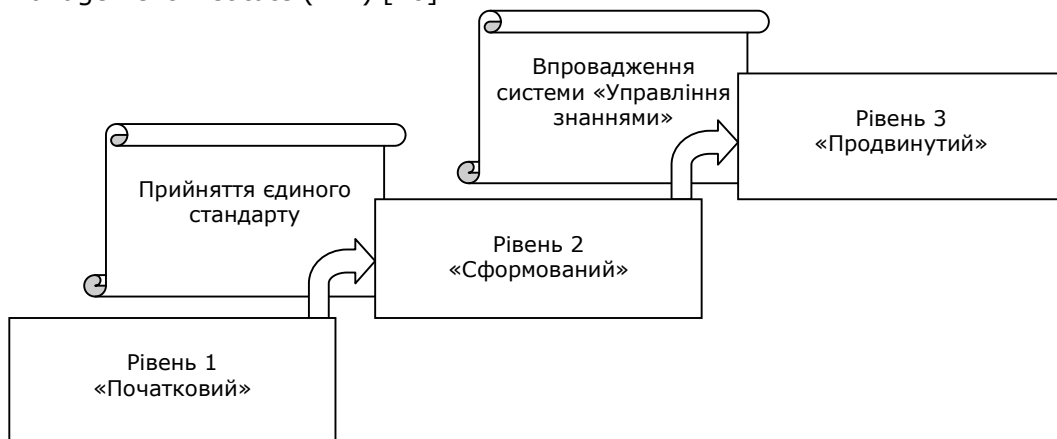 Впровадження
системи «Управління
знаннями»
Рівень 3
«Продвинутий»
Прийняття єдиного
стандарту
Рівень 2
«Сформований»
Рівень 1
«Початковий»